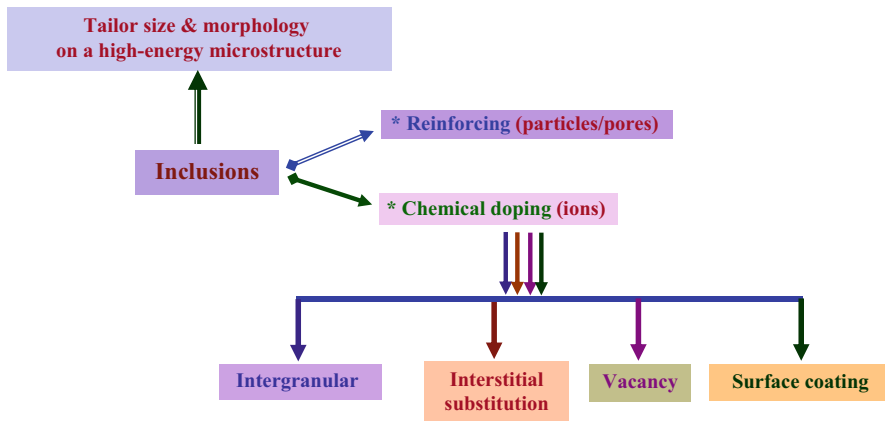 Tailor size & morphology
on a high-energy microstructure
* Reinforcing (particles/pores)
Inclusions
* Chemical doping (ions)
Intergranular
Interstitial
substitution
Vacancy
Surface coating